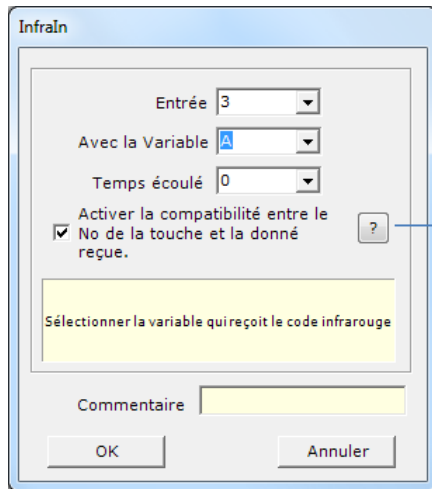 InfraIn
Entrée 3
Avec la Variable A
Temps écoulé 0
Activer la compatibilité entre le
No de la touche et la donné
reçue.
?
Sélectionner la variable qui reçoit le code infrarouge
Commentaire
OK Annuler